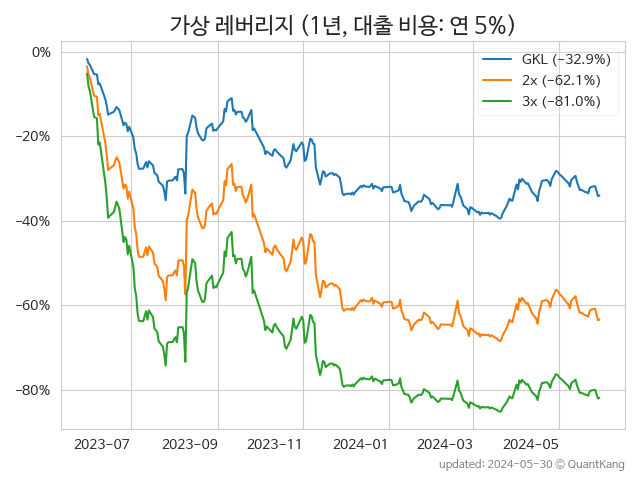 가상 레버리지 (1년, 대출 비용: 연 5%)
GKL (−32.9%)
2x (−62.1%)
3x (−81.0%)
0%
−20%
−40%
−60%
−80%
2023-07 2023-09 2023-11 2024-01 2024-03 2024-05
updated: 2024-05-30 ⓒ QuantKang